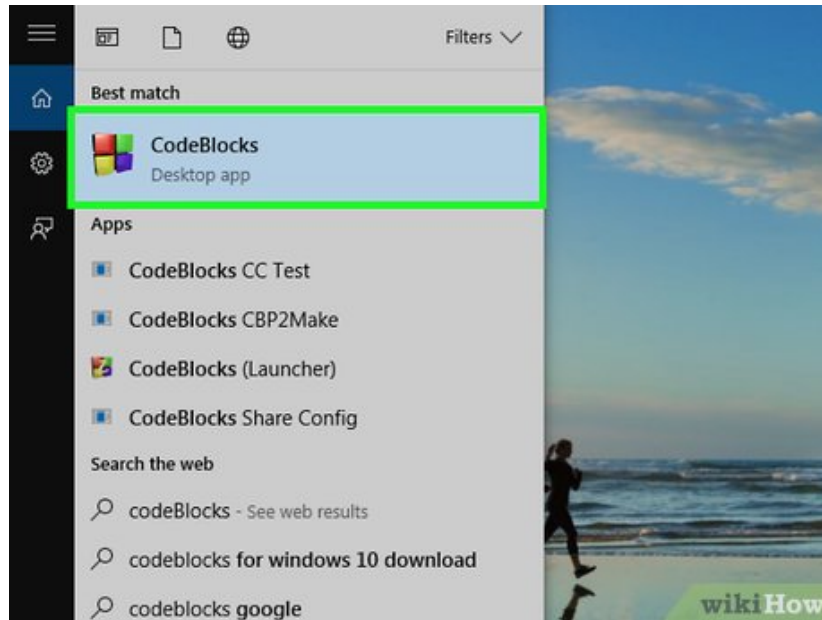 Filters
Best match
CodeBlocks
Desktop app
Apps
CodeBlocks CC Test
CodeBlocks CBP2Make
CodeBlocks (Launcher)
CodeBlocks Share Config
Search the web
codeBlocks - See web results
codeblocks for windows 10 download
codeblocks google
wikiHow